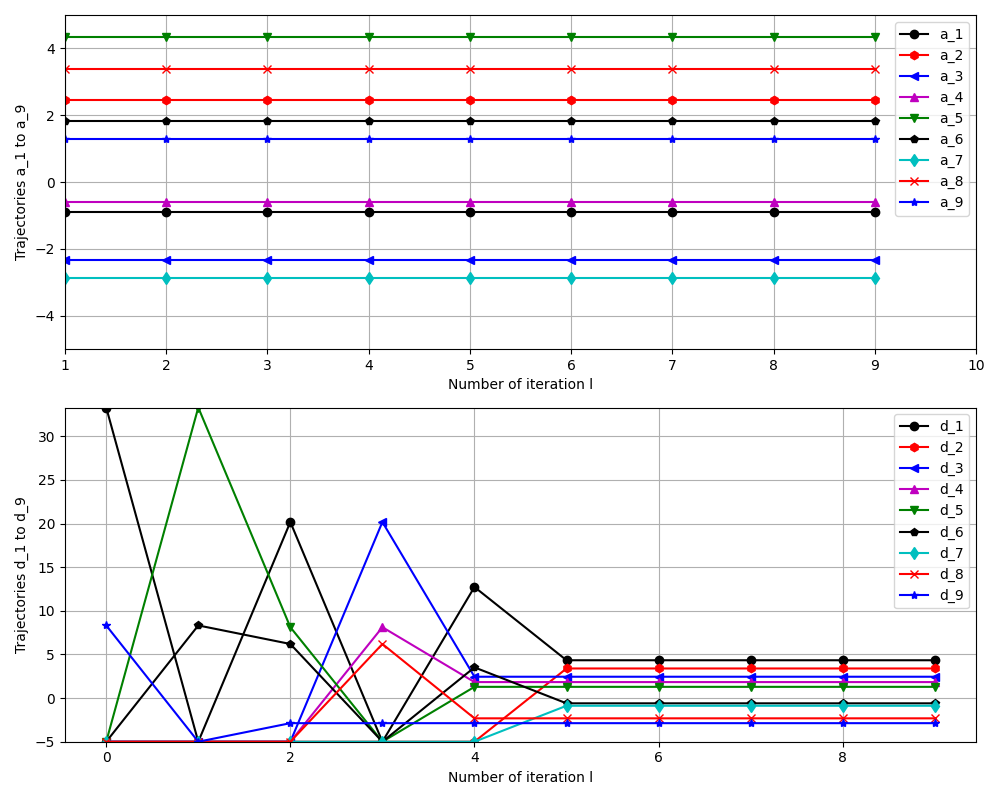 4
2
0
−2
−4
Trajectories a_1 to a_9
1 2 3 4 5 6 7 8 9 10
Number of iteration l
a_1
a_2
a_3
a_4
a_5
a_6
a_7
a_8
a_9
30
25
20
15
10
5
0
−5
Trajectories d_1 to d_9
0 2 4 6 8
Number of iteration l
d_1
d_2
d_3
d_4
d_5
d_6
d_7
d_8
d_9